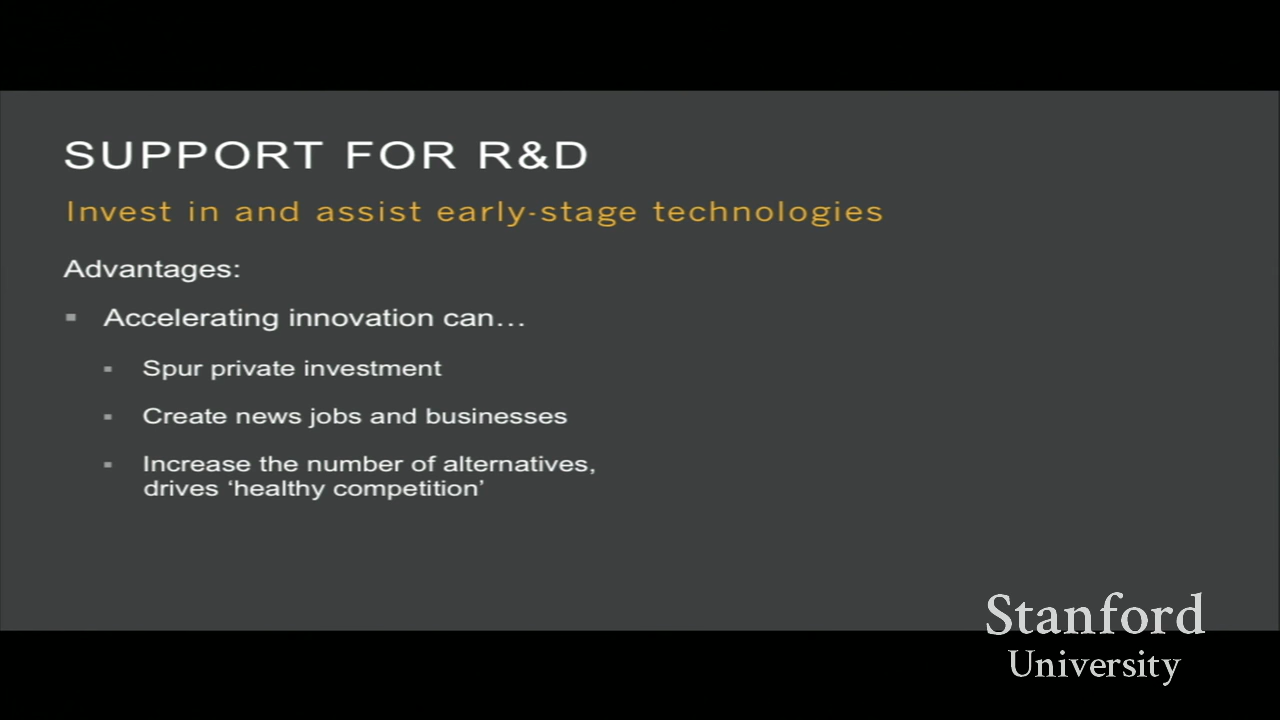 SUPPORT FOR R&D
Invest in and assist early-stage technologies
Advantages:
Accelerating innovation can…
Spur private investment
Create news jobs and businesses
Increase the number of alternatives,
drives ‘healthy competition’
Stanford
University